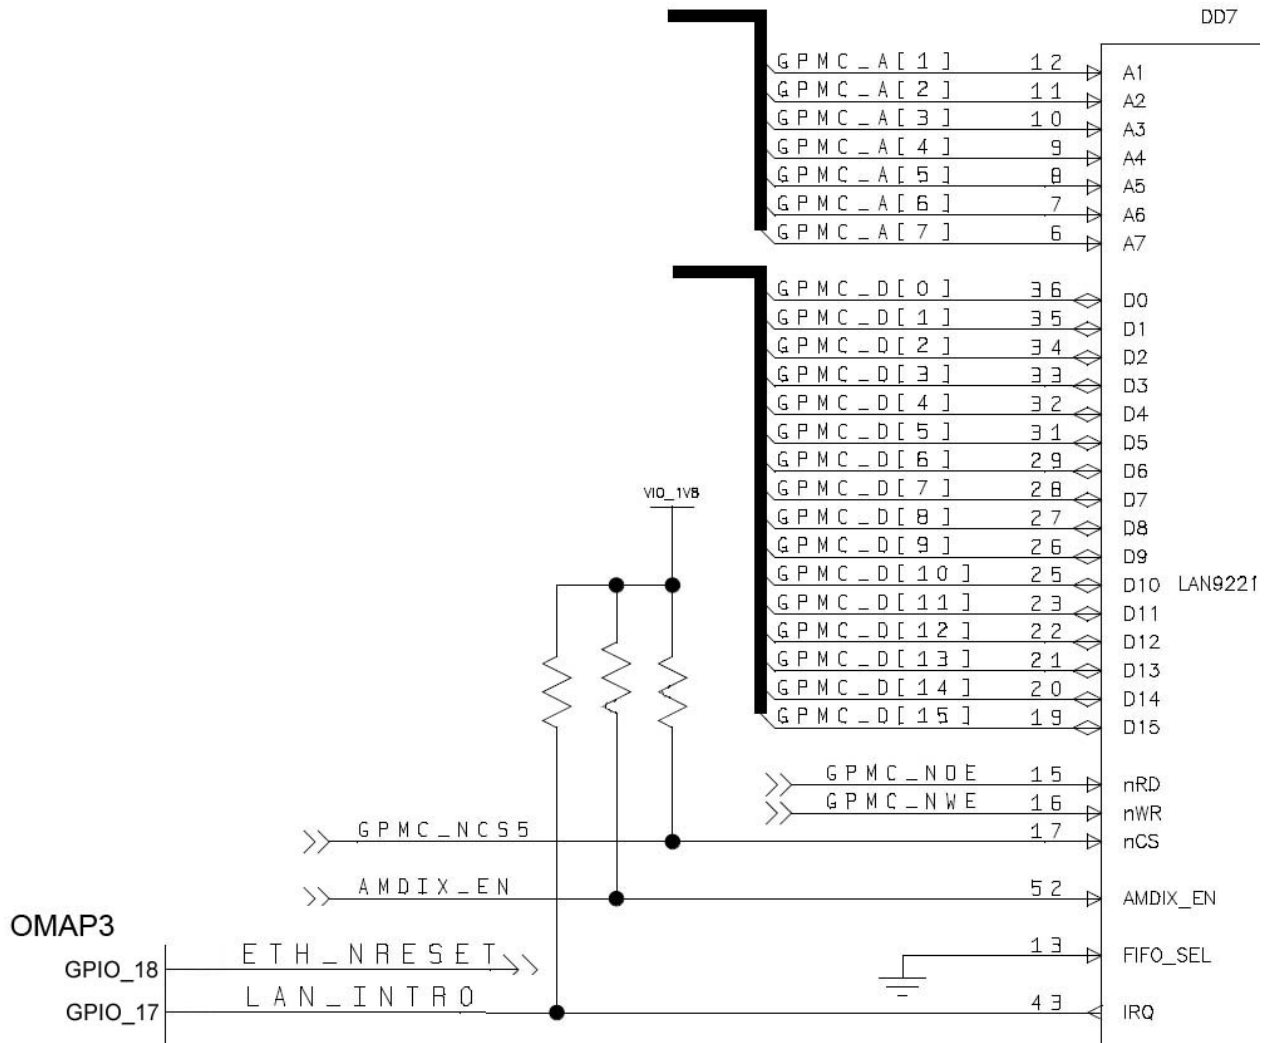 DD7
GPMC_A[1] 12 A1
GPMC_A[2] 11 A2
GPMC_A[3] 10 A3
GPMC_A[4] 9 A4
GPMC_A[5] 8 A5
GPMC_A[6] 7 A6
GPMC_A[7] 6 A7
GPMC_D[0] 36 D0
GPMC_D[1] 35 D1
GPMC_D[2] 34 D2
GPMC_D[3] 33 D3
GPMC_D[4] 32 D4
GPMC_D[5] 31 D5
GPMC_D[6] 29 D6
GPMC_D[7] 28 D7
VIO_1V8
GPMC_D[8] 27 D8
GPMC_D[9] 26 D9
GPMC_D[10] 25 D10 LAN9221
GPMC_D[11] 23 D11
GPMC_D[12] 22 D12
GPMC_D[13] 21 D13
GPMC_D[14] 20 D14
GPMC_D[15] 19 D15
GPMC_NOE 15 nRD
GPMC_NWE 16 nWR
GPMC_NCS5 17 nCS
AMDIX_EN 52 AMDIX_EN
OMAP3
13 FIFO_SEL
GPIO_18 ETH_NRESET
GPIO_17 LAN_INTR0 43 IRQ